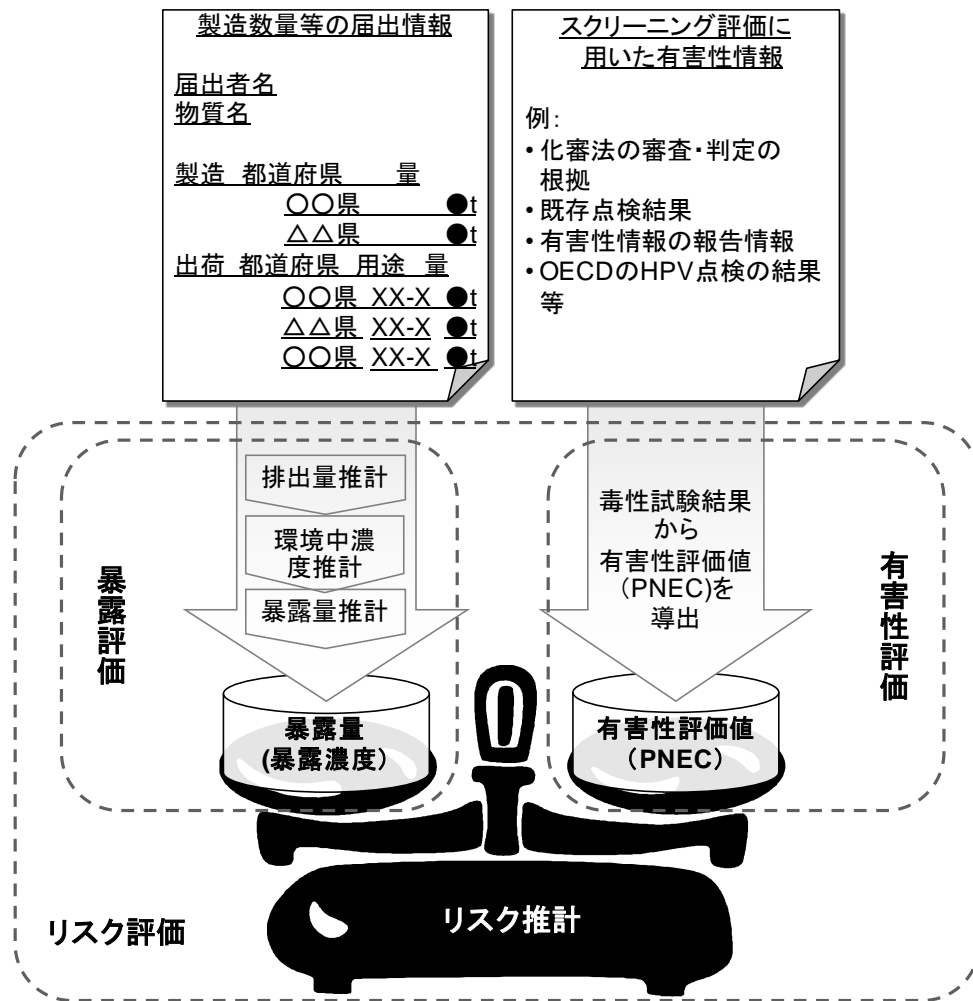 製造数量等の届出情報
届出者名
物質名
製造 都道府県 量
〇〇県 ●t
△△県 ●t
出荷 都道府県 用途 量
〇〇県 XX-X ●t
△△県 XX-X ●t
〇〇県 XX-X ●t
スクリーニング評価に
用いた有害性情報
例：
• 化審法の審査・判定の
根拠
• 既存点検結果
• 有害性情報の報告情報
• OECDのHPV点検の結果
等
暴露評価
排出量推計
環境中濃
度推計
暴露量推計
毒性試験結果
から
有害性評価値
（PNEC)を
導出
有害性評価
暴露量
(暴露濃度）
有害性評価値
（PNEC）
リスク推計
リスク評価